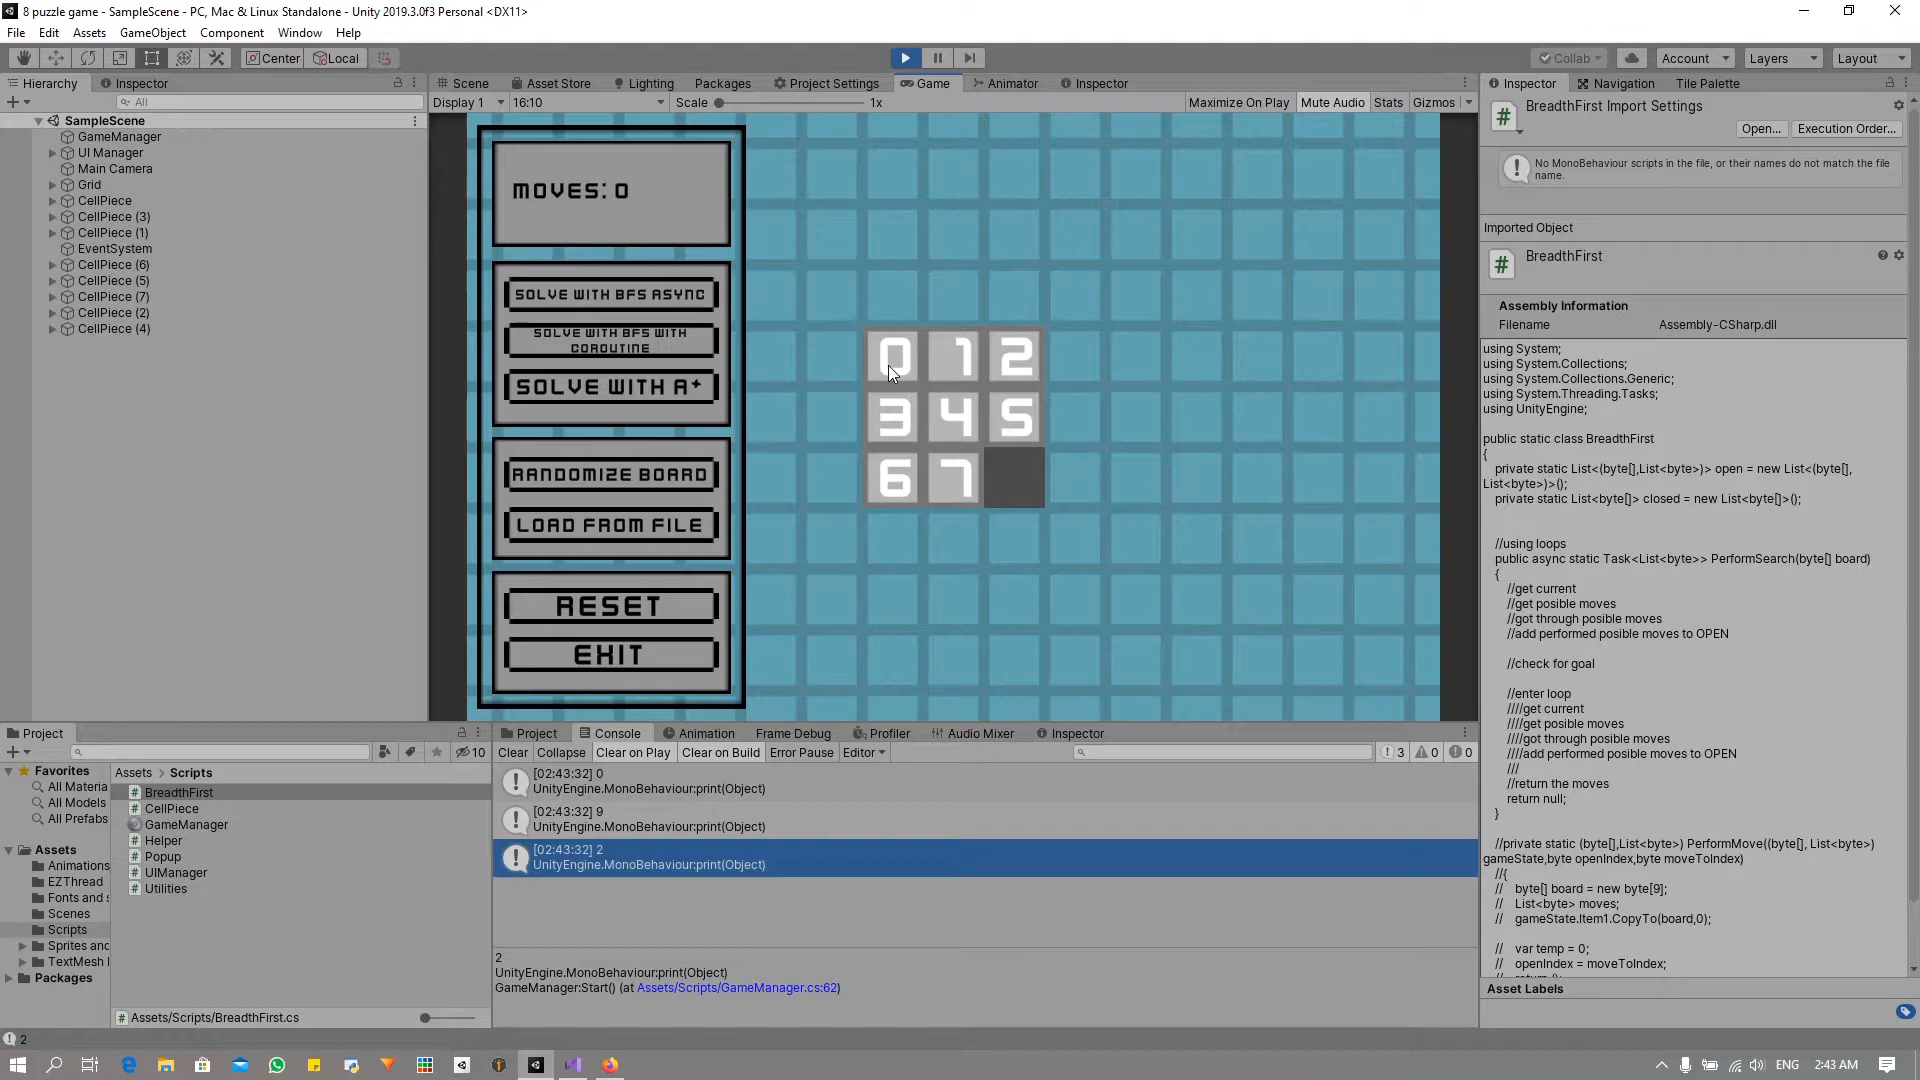 8 puzzle game - SampleScene - PC, Mac & Linux Standalone - Unity 2019.3.0f3 Personal <DX11>
File Edit Assets GameObject Component Window Help
Center Local Collab Account Layers Layout
Hierarchy Inspector
All
SampleScene
GameManager
UI Manager
Main Camera
Grid
CellPiece
CellPiece (3)
CellPiece (1)
EventSystem
CellPiece (6)
CellPiece (5)
CellPiece (7)
CellPiece (2)
CellPiece (4)
Scene Asset Store Lighting Packages Project Settings Game Animator Inspector
Display 1 16:10 Scale 1x Maximize On Play Mute Audio Stats Gizmos
MOVES: 0
SOLVE WITH BFS ASYNC
SOLVE WITH BFS WITH
COROUTINE
SOLVE WITH A*
RANDOMIZE BOARD
LOAD FROM FILE
RESET
EXIT
0 1 2
3 4 5
6 7
Inspector Navigation Tile Palette
BreadthFirst Import Settings
Open... Execution Order...
No MonoBehaviour scripts in the file, or their names do not match the file
name.
Imported Object
BreadthFirst
Assembly Information
Filename Assembly-CSharp.dll
using System;
using System.Collections;
using System.Collections.Generic;
using System.Threading.Tasks;
using UnityEngine;
public static class BreadthFirst
{
private static List<(byte[],List<byte>)> open = new List<(byte[],
List<byte>)>();
private static List<byte[]> closed = new List<byte[]>();
//using loops
public async static Task<List<byte>> PerformSearch(byte[] board)
{
//get current
//get posible moves
//got through posible moves
//add performed posible moves to OPEN
//check for goal
//enter loop
////get current
////get posible moves
////got through posible moves
////add performed posible moves to OPEN
///
//return the moves
return null;
}
//private static (byte[],List<byte>) PerformMove((byte[], List<byte>)
gameState,byte openIndex,byte moveToIndex)
//{
// byte[] board = new byte[9];
// List<byte> moves;
// gameState.Item1.CopyTo(board,0);
// var temp = 0;
// openIndex = moveToIndex;
Asset Labels
Project
10
Favorites
All Materia
All Models
All Prefabs
Assets
Animations
EZThread
Fonts and s
Scenes
Scripts
Sprites and
TextMesh
Packages
Assets > Scripts
BreadthFirst
CellPiece
GameManager
Helper
Popup
UIManager
Utilities
Assets/Scripts/BreadthFirst.cs
Project Console Animation Frame Debug Profiler Audio Mixer Inspector
Clear Collapse Clear on Play Clear on Build Error Pause Editor 3 0 0
[02:43:32] 0
UnityEngine.MonoBehaviour:print(Object)
[02:43:32] 9
UnityEngine.MonoBehaviour:print(Object)
[02:43:32] 2
UnityEngine.MonoBehaviour:print(Object)
2
UnityEngine.MonoBehaviour:print(Object)
GameManager:Start() (at Assets/Scripts/GameManager.cs:62)
2
ENG 2:43 AM